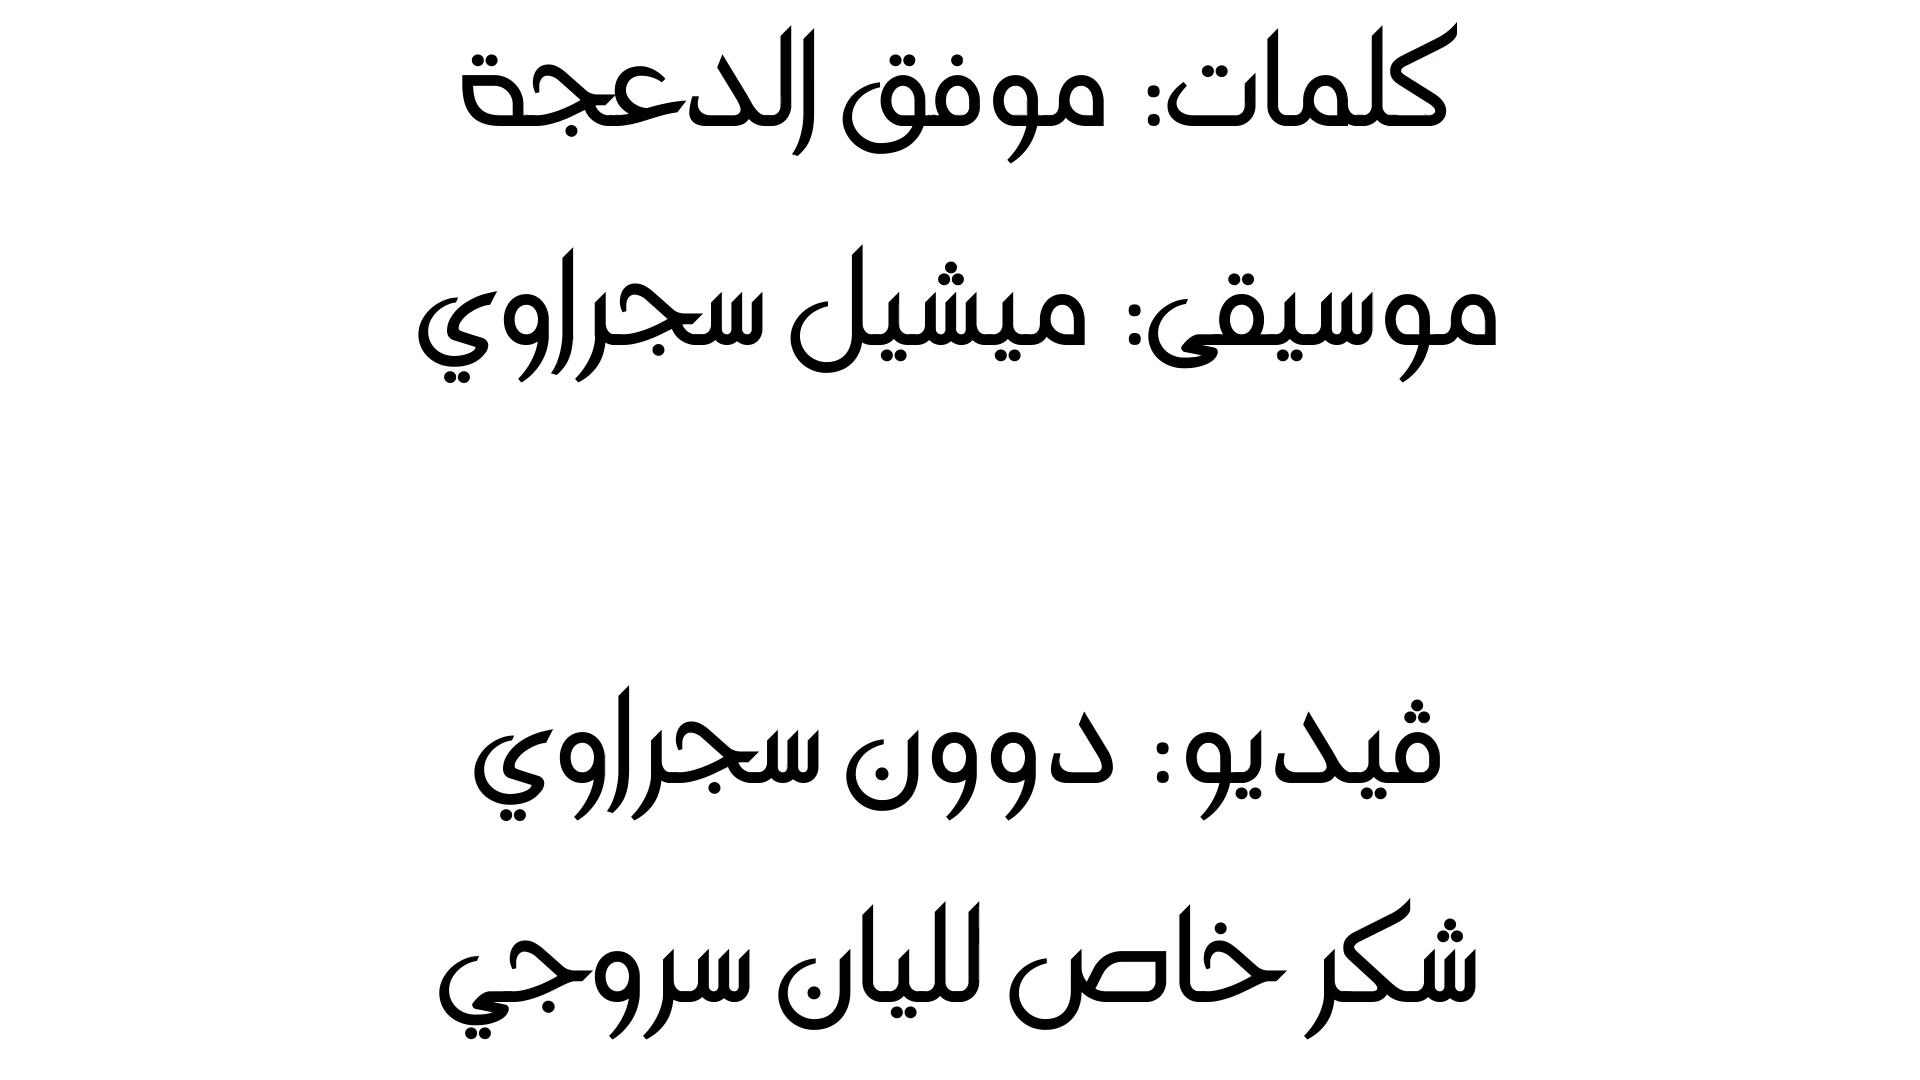 كلمات: موفق الدعجة
موسيقى: ميشيل سجراوي
ڤيديو: دوون سجراوي
شكر خاص لليان سروجي